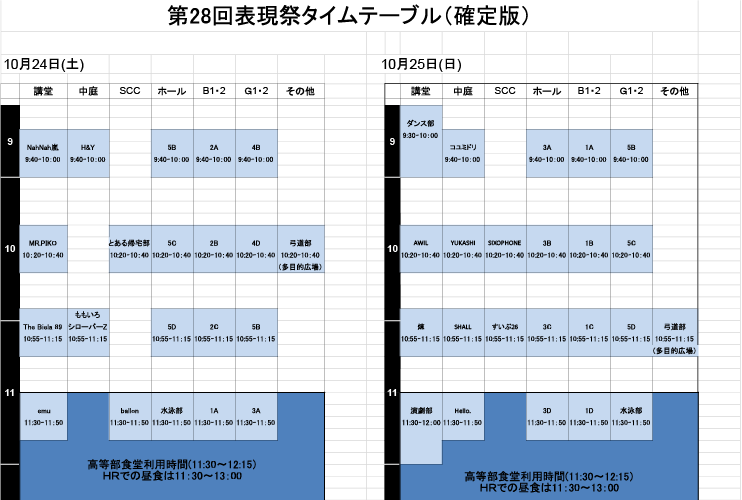 第28回表現祭タイムテーブル（確定版）
10月24日(土)
講堂 中庭 SCC ホール B1・2 G1・2 その他
9
NahNah嵐 H&Y 5B 2A 4B
9:40-10:00 9:40-10:00 9:40-10:00 9:40-10:00 9:40-10:00
10
MR.PIKO とある帰宅部 5C 2B 4D 弓道部
10:20-10:40 10:20-10:40 10:20-10:40 10:20-10:40 10:20-10:40 10:20-10:40
(多目的広場)
ももいろ
The Biela 89 シローバーZ 5D 2C 5B
10:55-11:15 10:55-11:15 10:55-11:15 10:55-11:15 10:55-11:15
11
emu ballon 水泳部 1A 3A
11:30-11:50 11:30-11:50 11:30-11:50 11:30-11:50 11:30-11:50
高等部食堂利用時間(11:30～12:15)
HRでの昼食は11:30～13:00
10月25日(日)
講堂 中庭 SCC ホール B1・2 G1・2 その他
ダンス部
9:30-10:00
9
コユミドリ 3A 1A 5B
9:40-10:00 9:40-10:00 9:40-10:00 9:40-10:00
10
AWIL YUKASHI SIXOPHONE 3B 1B 5C
10:20-10:40 10:20-10:40 10:20-10:40 10:20-10:40 10:20-10:40 10:20-10:40
SHALL すいぶ26 3C 1C 5D 弓道部
10:55-11:15 10:55-11:15 10:55-11:15 10:55-11:15 10:55-11:15 10:55-11:15 10:55-11:15
(多目的広場)
11
演劇部 Hello. 3D 1D 水泳部
11:30-12:00 11:30-11:50 11:30-11:50 11:30-11:50 11:30-11:50
高等部食堂利用時間(11:30～12:15)
HRでの昼食は11:30～13:00